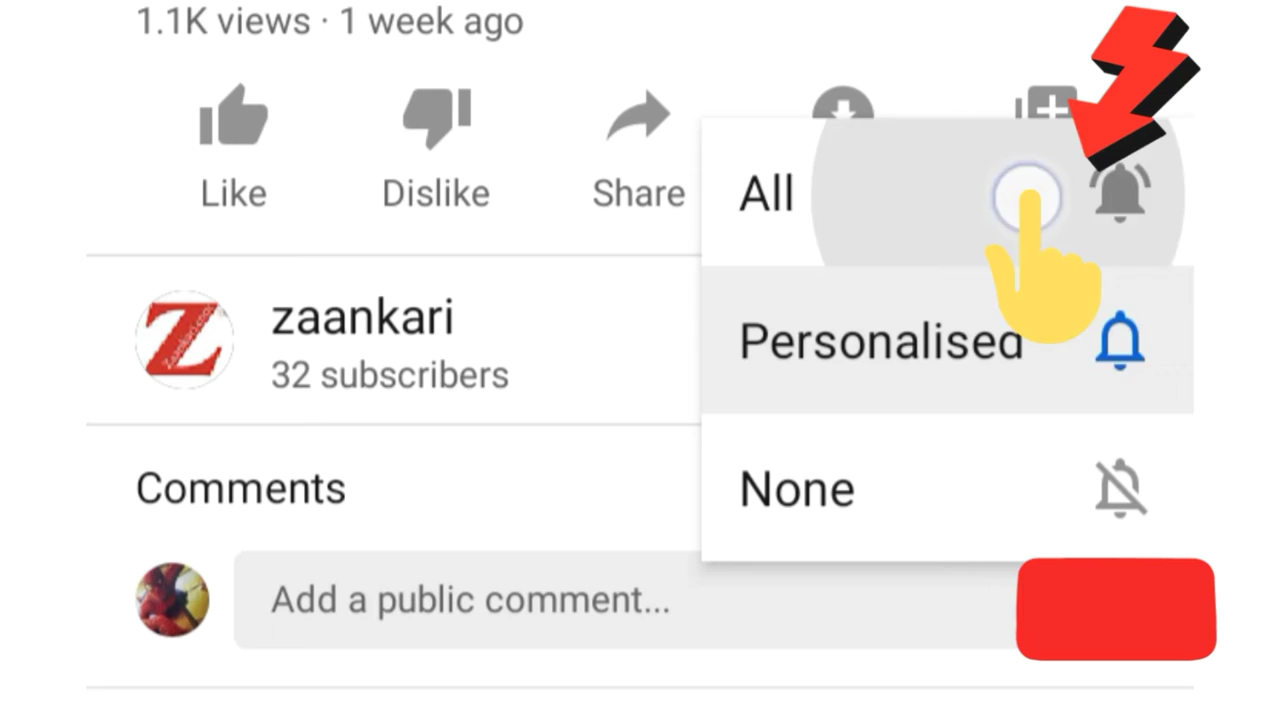 1.1K views · 1 week ago
Like
Dislike
Share
All
zaankari
32 subscribers
Personalised
None
Comments
Add a public comment...